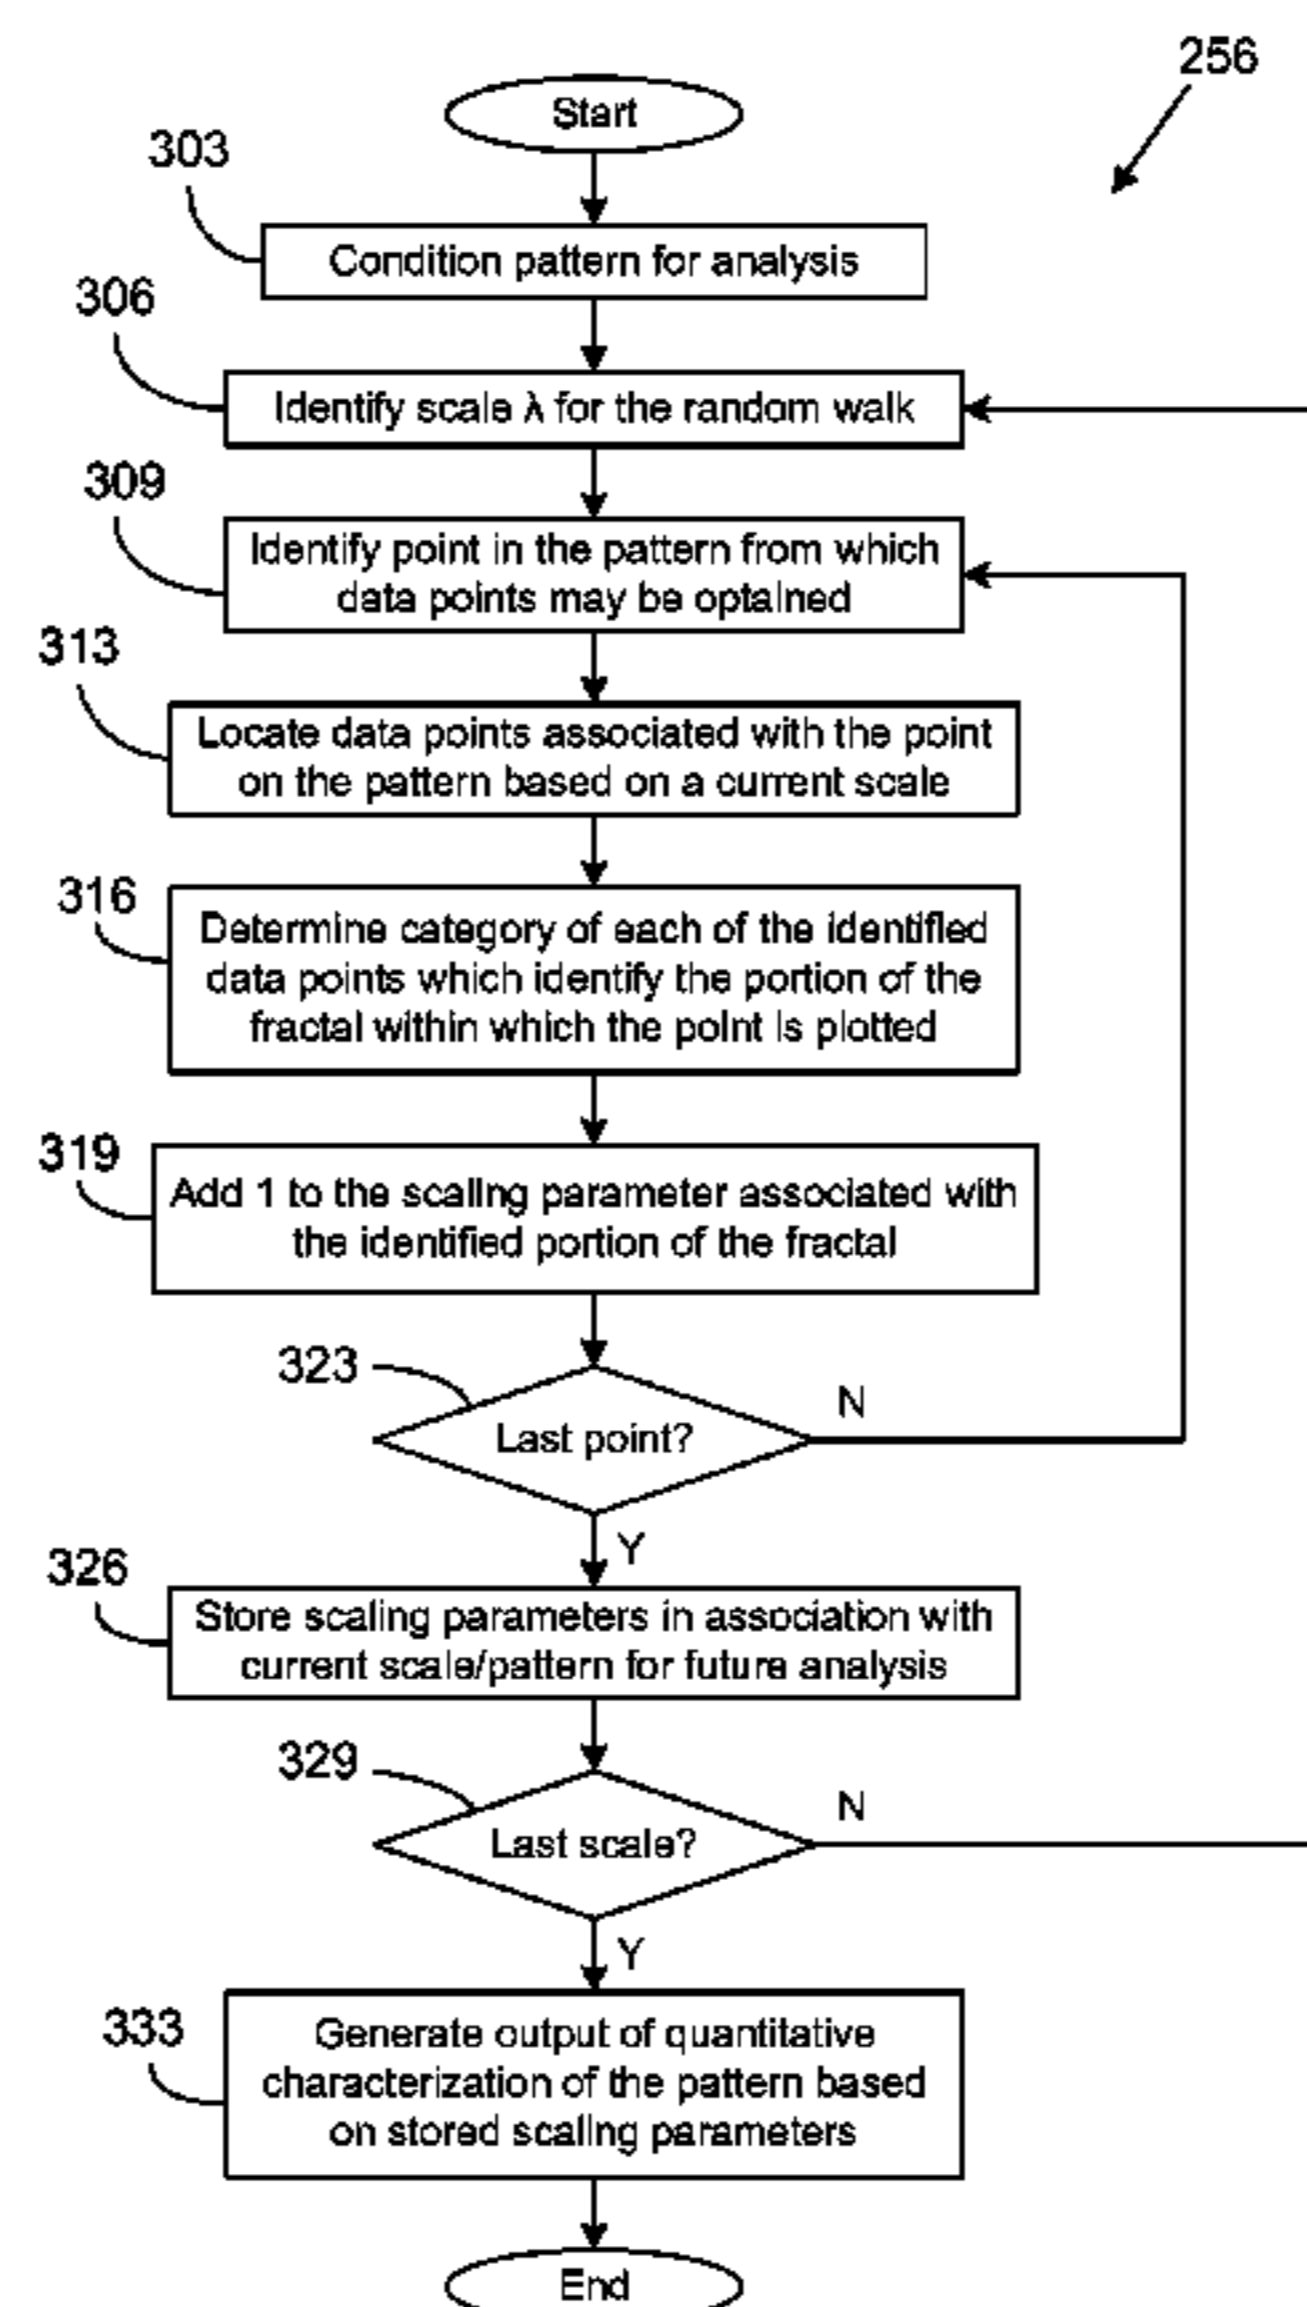 256
Start
303
Condition pattern for analysis
306
Identify scale λ for the random walk
309
Identify point in the pattern from which
data points may be optained
313
Locate data points associated with the point
on the pattern based on a current scale
316
Determine category of each of the identified
data points which identify the portion of the
fractal within which the point is plotted
319
Add 1 to the scaling parameter associated with
the identified portion of the fractal
323
Last point?
N
Y
326
Store scaling parameters in association with
current scale/pattern for future analysis
329
Last scale?
N
Y
333
Generate output of quantitative
characterization of the pattern based
on stored scaling parameters
End